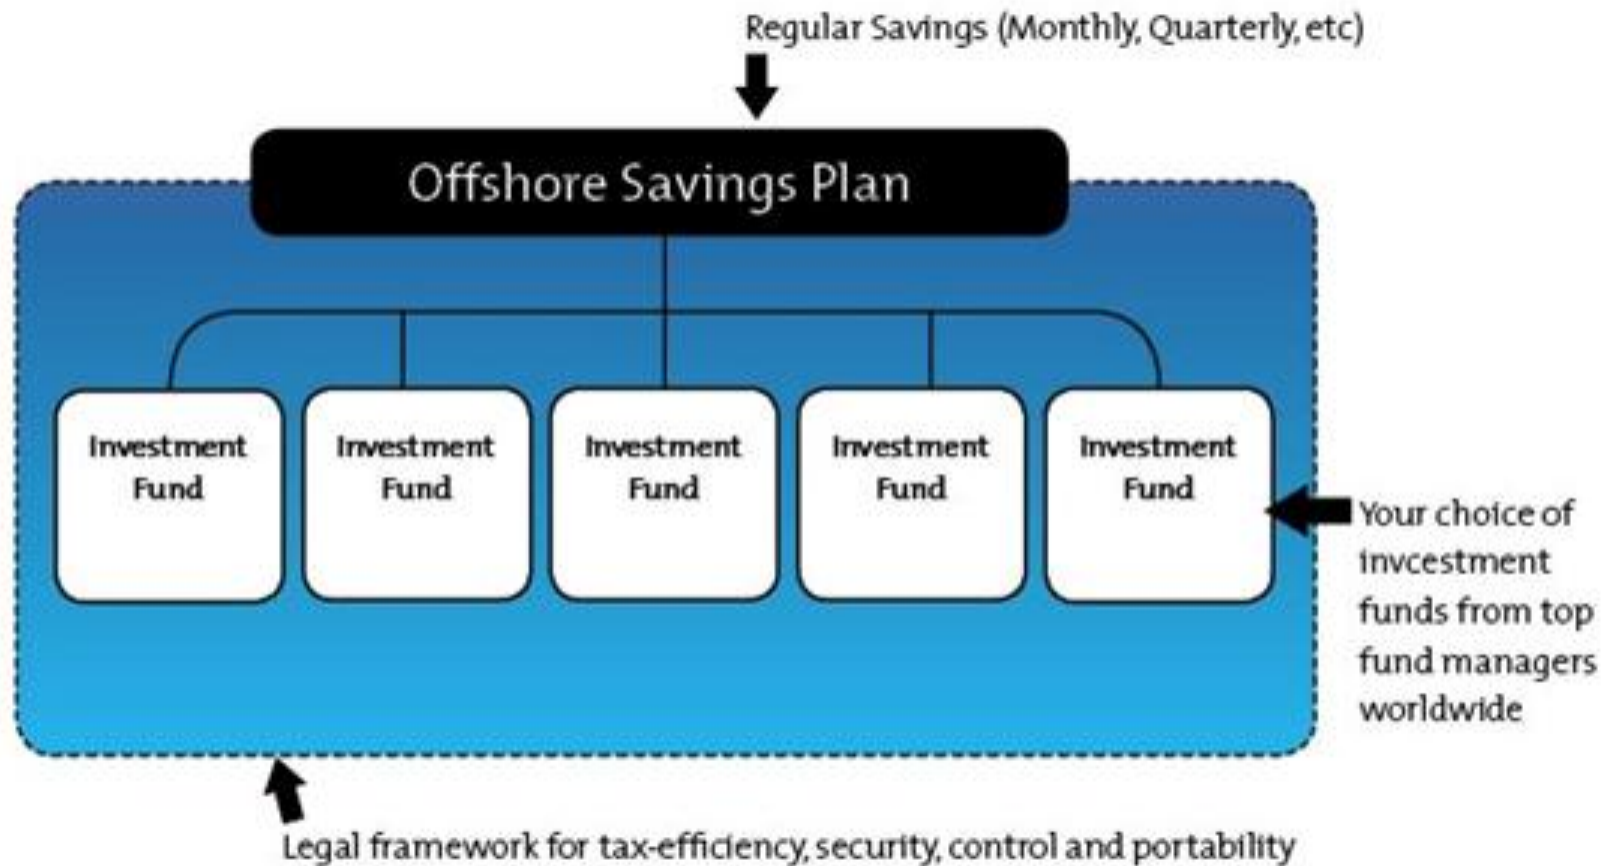 Regular Savings (Monthly, Quarterly, etc)
Offshore Savings Plan
Investment
Fund
Investment
Fund
Investment
Fund
Investment
Fund
Investment
Fund
Your choice of
invcestment
funds from top
fund managers
worldwide
Legal framework for tax-efficiency, security, control and portability